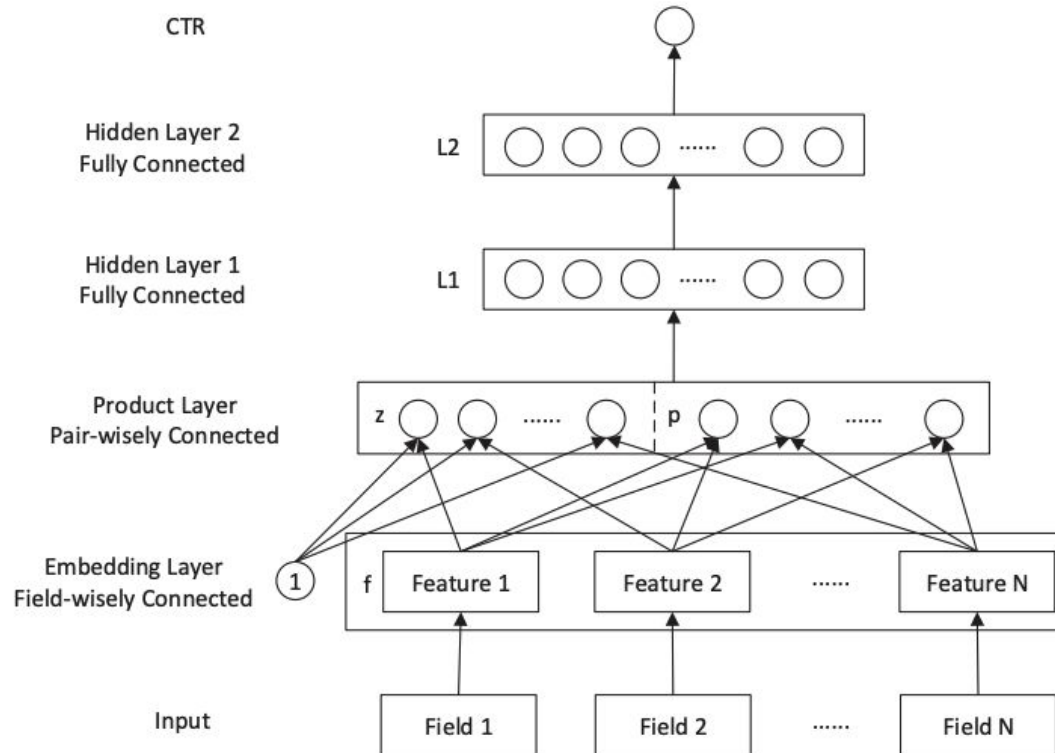 CTR
Hidden Layer 2
Fully Connected
L2
......
Hidden Layer 1
Fully Connected
L1
......
Product Layer
Pair-wisely Connected
z
......
p
......
Embedding Layer
Field-wisely Connected
1
f
Feature 1
Feature 2
......
Feature N
Input
Field 1
Field 2
......
Field N